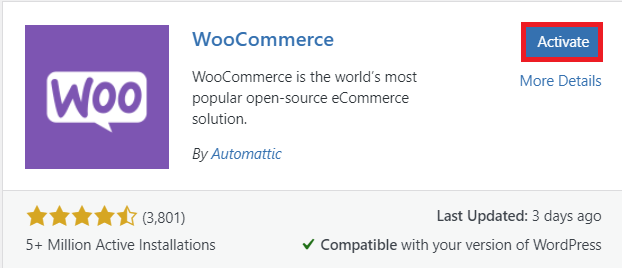 WOO
WooCommerce
Activate
WooCommerce is the world's most
popular open-source eCommerce
solution.
More Details
By Automattic
(3,801)
Last Updated: 3 days ago
5+ Million Active Installations
Compatible with your version of WordPress